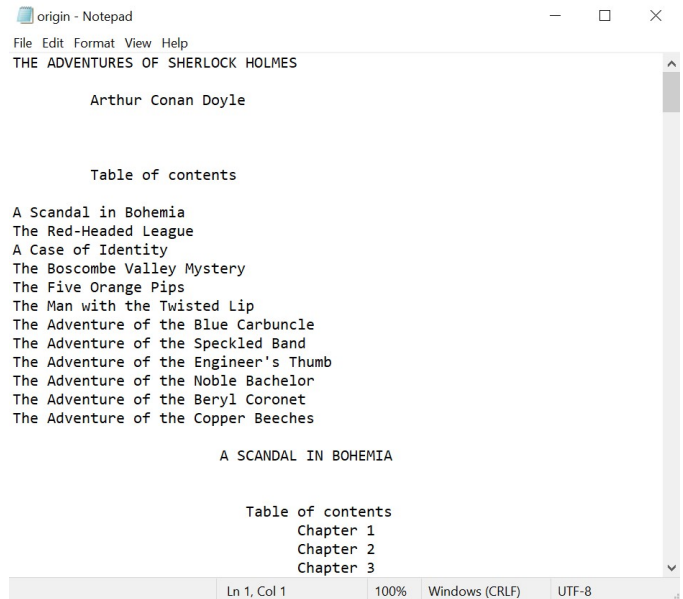 origin - Notepad
File Edit Format View Help
THE ADVENTURES OF SHERLOCK HOLMES
Arthur Conan Doyle
Table of contents
A Scandal in Bohemia
The Red-Headed League
A Case of Identity
The Boscombe Valley Mystery
The Five Orange Pips
The Man with the Twisted Lip
The Adventure of the Blue Carbuncle
The Adventure of the Speckled Band
The Adventure of the Engineer's Thumb
The Adventure of the Noble Bachelor
The Adventure of the Beryl Coronet
The Adventure of the Copper Beeches
A SCANDAL IN BOHEMIA
Table of contents
Chapter 1
Chapter 2
Chapter 3
Ln 1, Col 1 100% Windows (CRLF) UTF-8